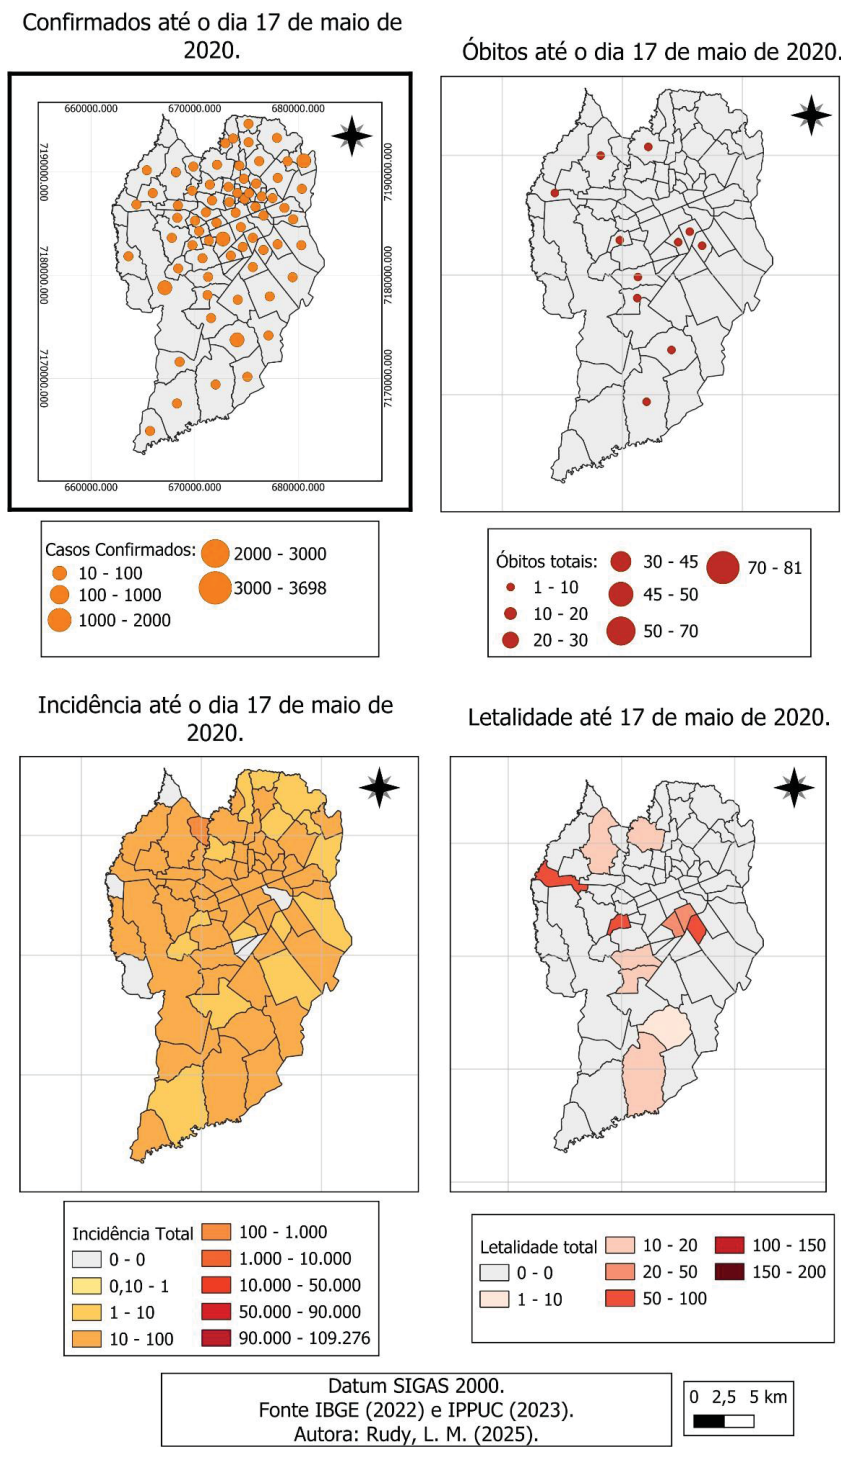 Confirmados até o dia 17 de maio de
2020.
Óbitos até o dia 17 de maio de 2020.
660000.000 670000.000 680000.000
7190000.000 7190000.000
7180000.000 7180000.000
7170000.000 7170000.000
660000.000 670000.000 680000.000
Casos Confirmados:
10 - 100
100 - 1000
1000 - 2000
2000 - 3000
3000 - 3698
Óbitos totais:
1 - 10
10 - 20
20 - 30
30 - 45
45 - 50
50 - 70
70 - 81
Incidência até o dia 17 de maio de
2020.
Letalidade até 17 de maio de 2020.
Incidência Total
0 - 0
0,10 - 1
1 - 10
10 - 100
100 - 1.000
1.000 - 10.000
10.000 - 50.000
50.000 - 90.000
90.000 - 109.276
Letalidade total
0 - 0
1 - 10
10 - 20
20 - 50
50 - 100
100 - 150
150 - 200
Datum SIGAS 2000.
Fonte IBGE (2022) e IPPUC (2023).
Autora: Rudy, L. M. (2025).
0 2,5 5 km